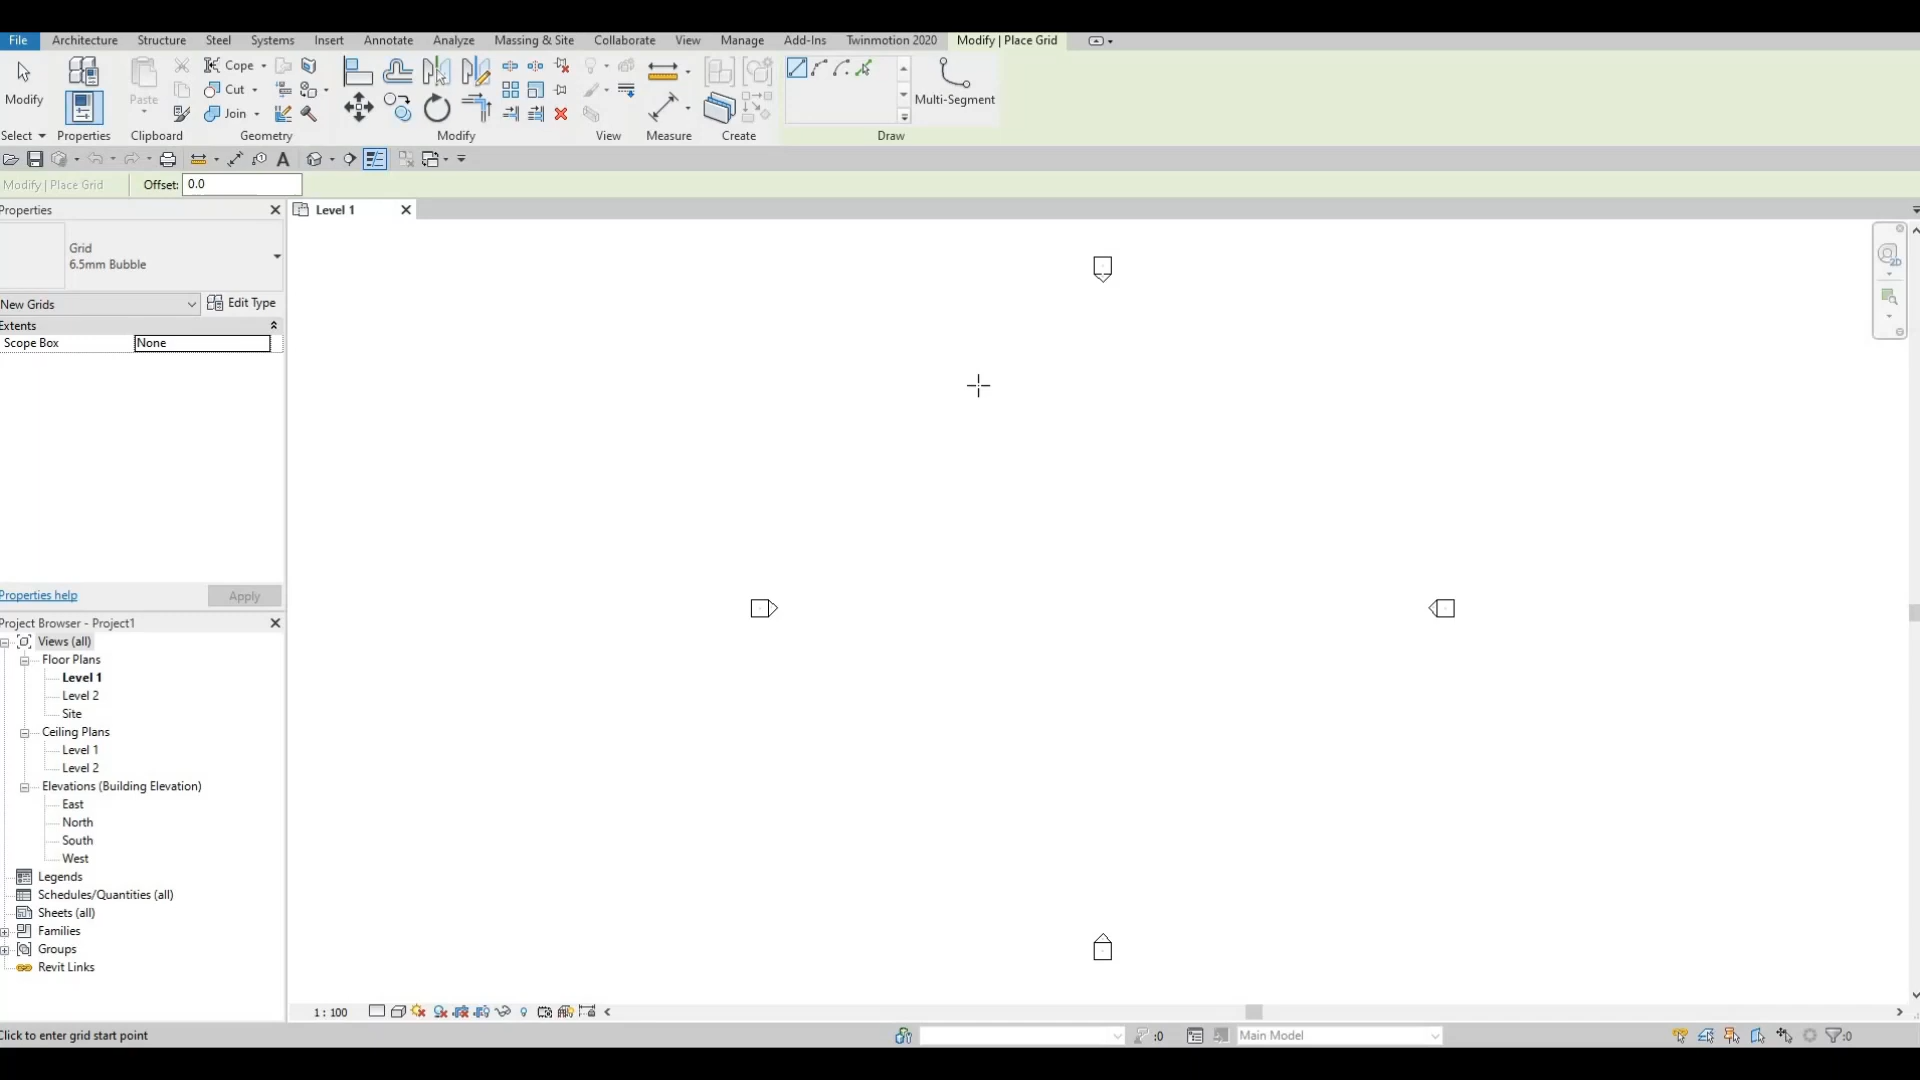 File Architecture Structure Steel Systems Insert Annotate Analyze Massing & Site Collaborate View Manage Add-Ins Twinmotion 2020 Modify | Place Grid
Modify
Paste
Cope
Cut
Join
Multi-Segment
Select Properties Clipboard Geometry Modify View Measure Create Draw
A
Modify | Place Grid Offset: 0.0
Properties
Level 1
Grid
6.5mm Bubble
2D
New Grids Edit Type
Extents
Scope Box None
Properties help Apply
Project Browser - Project1
Views (all)
Floor Plans
Level 1
Level 2
Site
Ceiling Plans
Level 1
Level 2
Elevations (Building Elevation)
East
North
South
West
Legends
Schedules/Quantities (all)
Sheets (all)
Families
Groups
Revit Links
1 : 100
Click to enter grid start point :0 Main Model :0